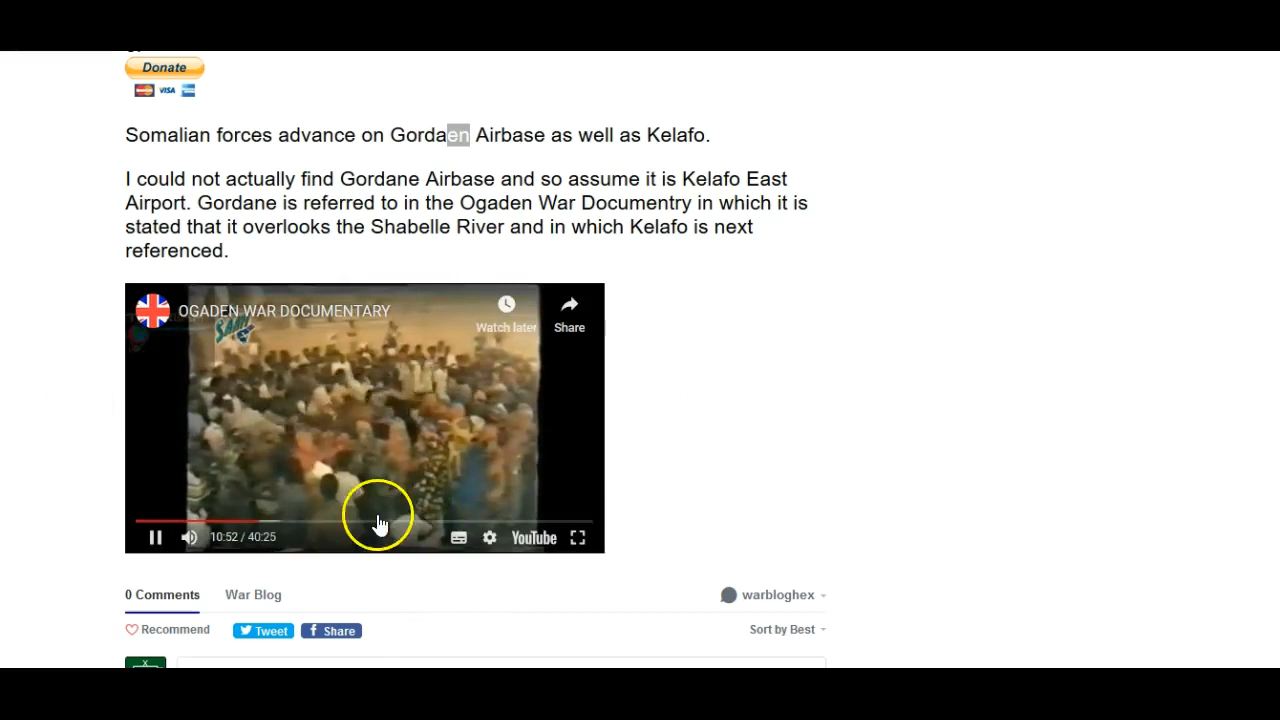 Donate
VISA
Somalian forces advance on Gordaen Airbase as well as Kelafo.
I could not actually find Gordane Airbase and so assume it is Kelafo East
Airport. Gordane is referred to in the Ogaden War Documentry in which it is
stated that it overlooks the Shabelle River and in which Kelafo is next
referenced.
OGADEN WAR DOCUMENTARY
Watch later
Share
10:52 / 40:25
YouTube
0 Comments
War Blog
warbloghex
Recommend
Tweet
Share
Sort by Best